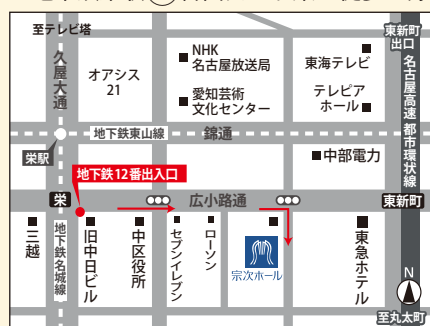 至テレビ塔
久屋大通
オアシス
21
NHK
名古屋放送局
愛知芸術
文化センター
東海テレビ
テレピア
ホール
東新町
出口
名古屋高速 都市環状線
地下鉄東山線
錦通
栄駅
中部電力
地下鉄12番出入口
栄
広小路通
東新町
三越
地下鉄名城線
旧中日ビル
中区役所
セブンイレブン
ローソン
宗次ホール
東急ホテル
N
至丸太町